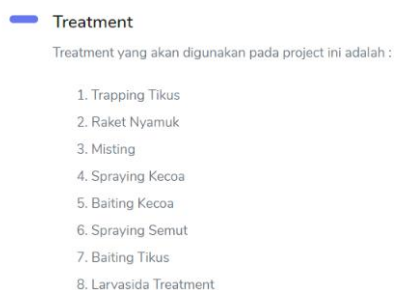 Treatment
Treatment yang akan digunakan pada project ini adalah :
1. Trapping Tikus
2. Raket Nyamuk
3. Misting
4. Spraying Kecoa
5. Baiting Kecoa
6. Spraying Semut
7. Baiting Tikus
8. Larvasida Treatment